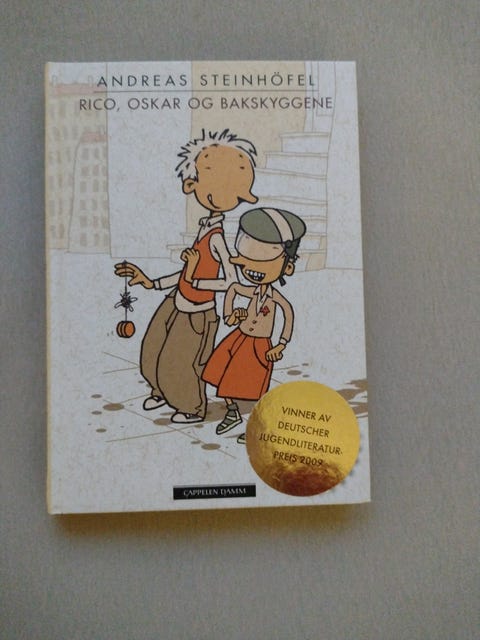 ANDREAS STEINHÖFEL
RICO, OSKAR OG BAKSKYGGENE
VINNER AV
DEUTSCHER
JUGENDLITERATUR-
PREIS 2009
CAPPELEN DAMM